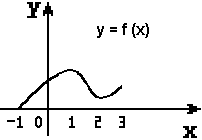 y
y = f (x)
-1 0 1 2 3
x